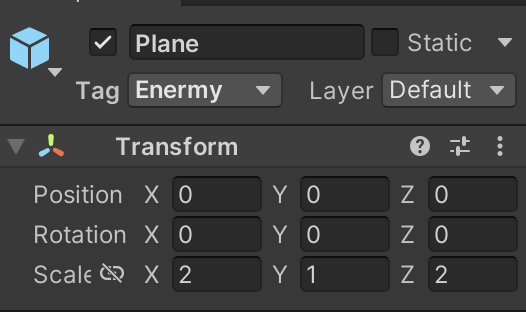 Plane Static
Tag Enermy Layer Default
Transform
Position X 0 Y 0 Z 0
Rotation X 0 Y 0 Z 0
Scale X 2 Y 1 Z 2